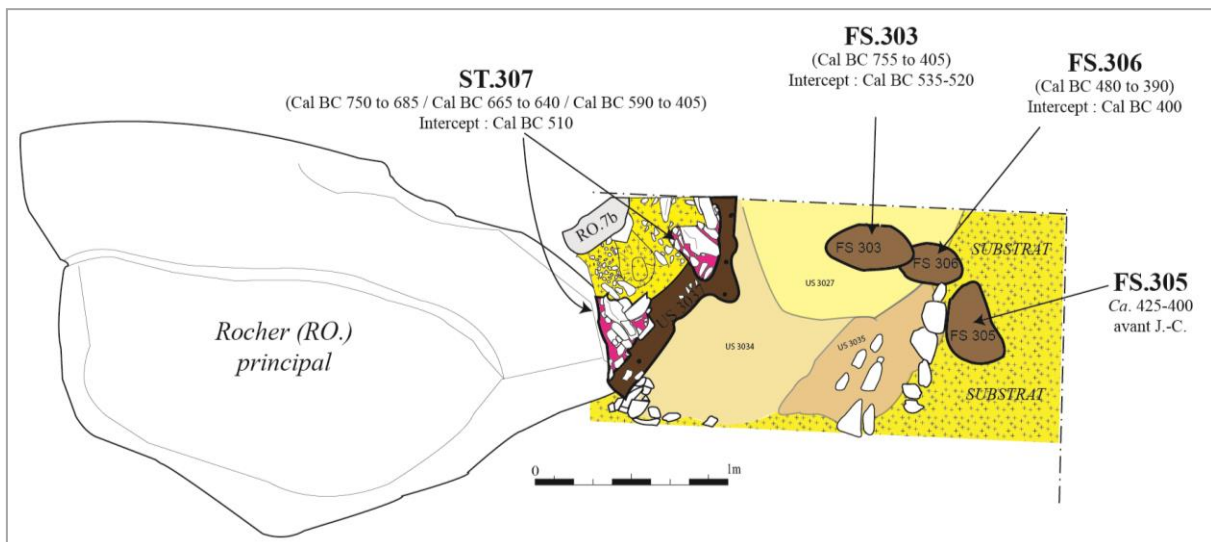 FS.303
(Cal BC 755 to 405)
Intercept : Cal BC 535-520
FS.306
(Cal BC 480 to 390)
Intercept : Cal BC 400
ST.307
(Cal BC 750 to 685 / Cal BC 665 to 640 / Cal BC 590 to 405)
Intercept : Cal BC 510
RO.7b
FS 303
FS 306
SUBSTRAT
US 3027
FS.305
Ca. 425-400
avant J.-C.
Rocher (RO.)
principal
US 3034
US 3035
FS 305
SUBSTRAT
0
1m